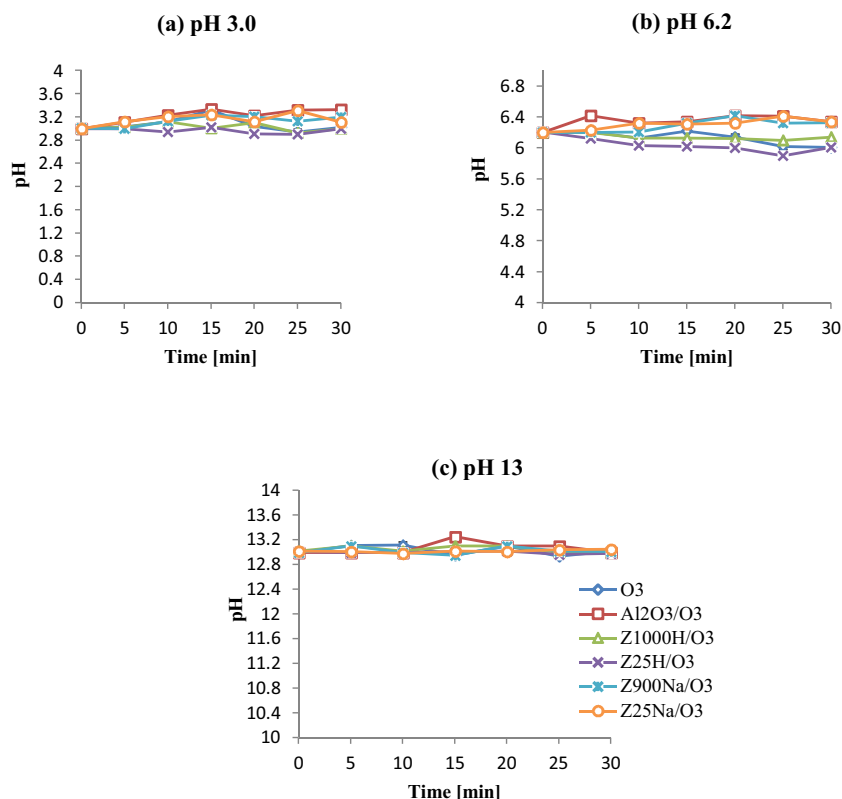 (a) pH 3.0
4
3.6
3.2
2.8
2.4
2
1.6
1.2
0.8
0.4
0
pH
0 5 10 15 20 25 30
Time [min]
(b) pH 6.2
6.8
6.4
6
5.6
5.2
4.8
4.4
4
pH
0 5 10 15 20 25 30
Time [min]
(c) pH 13
14
13.6
13.2
12.8
12.4
12
11.6
11.2
10.8
10.4
10
pH
0 5 10 15 20 25 30
Time [min]
O3
Al2O3/O3
Z1000H/O3
Z25H/O3
Z900Na/O3
Z25Na/O3